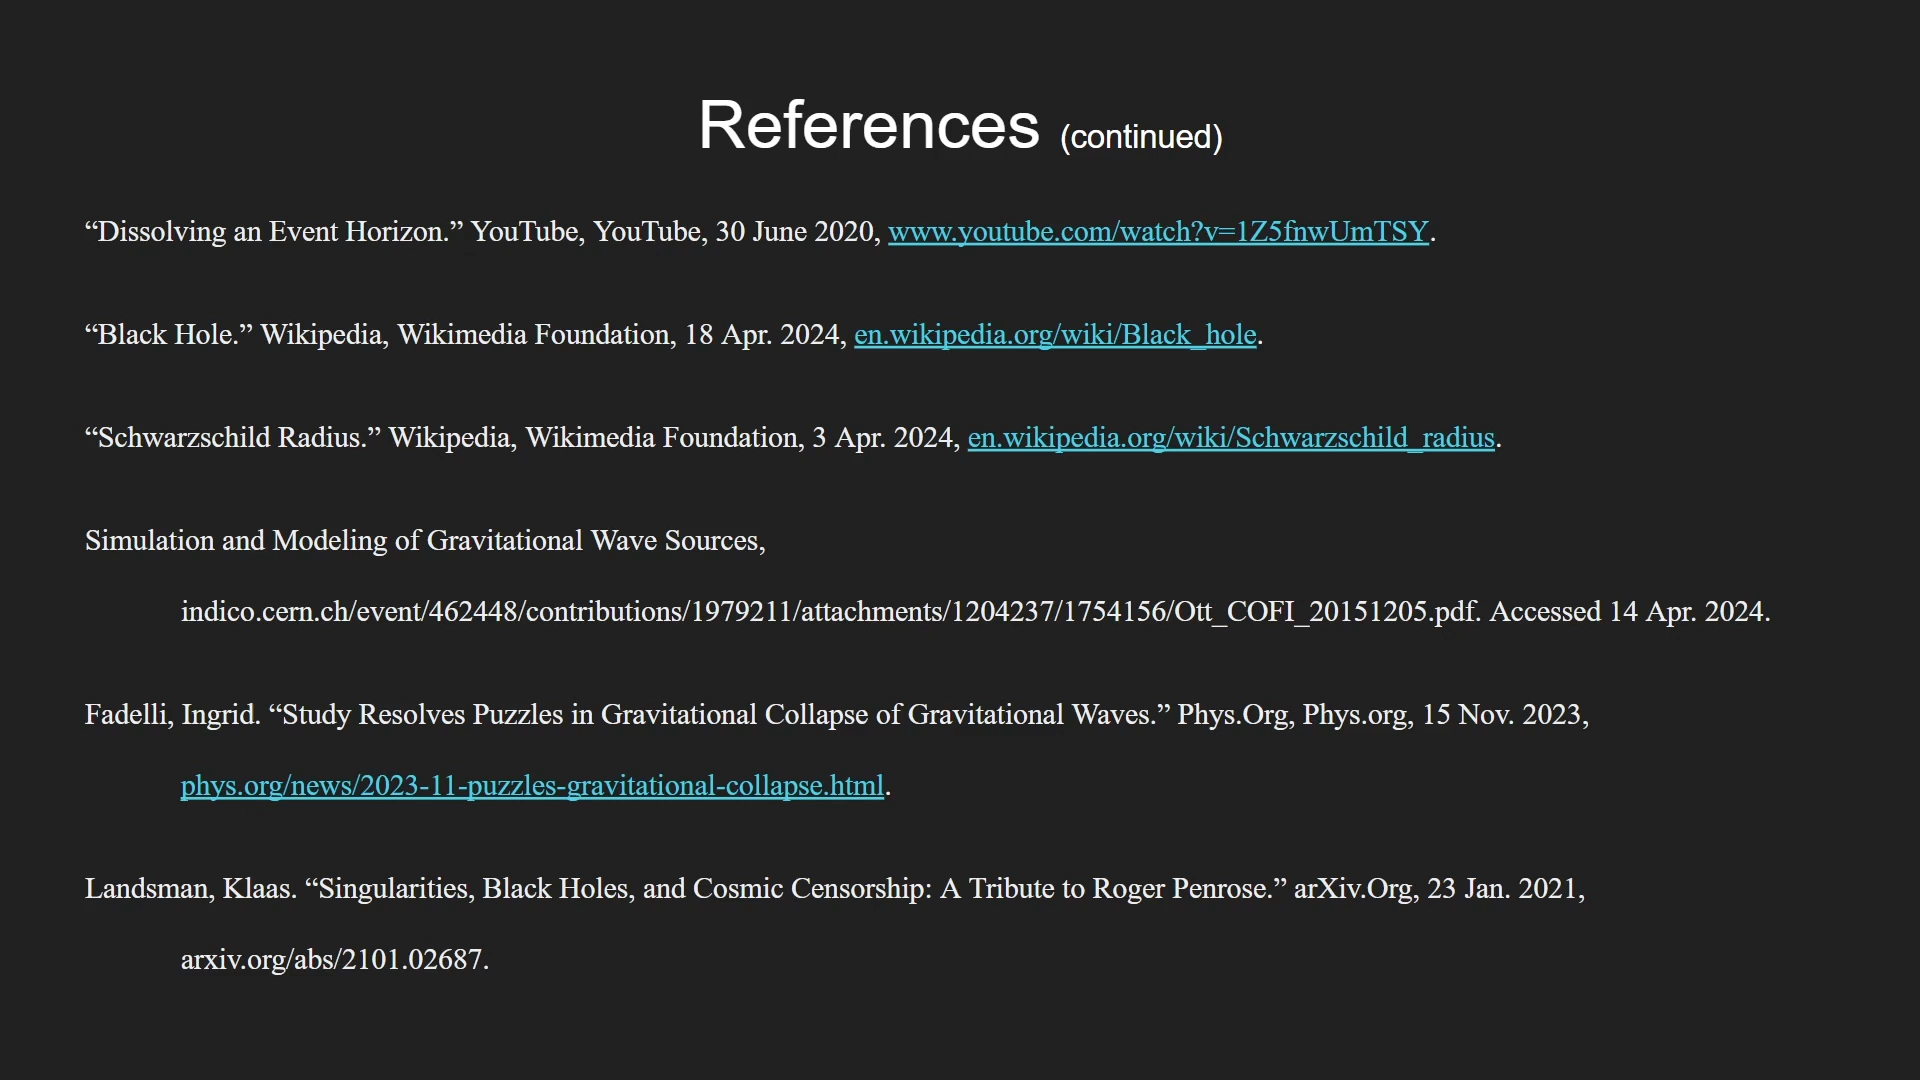 References (continued)
“Dissolving an Event Horizon.” YouTube, YouTube, 30 June 2020, www.youtube.com/watch?v=1Z5fnwUmTSY.
“Black Hole.” Wikipedia, Wikimedia Foundation, 18 Apr. 2024, en.wikipedia.org/wiki/Black_hole.
“Schwarzschild Radius.” Wikipedia, Wikimedia Foundation, 3 Apr. 2024, en.wikipedia.org/wiki/Schwarzschild_radius.
Simulation and Modeling of Gravitational Wave Sources,
indico.cern.ch/event/462448/contributions/1979211/attachments/1204237/1754156/Ott_COFI_20151205.pdf. Accessed 14 Apr. 2024.
Fadelli, Ingrid. “Study Resolves Puzzles in Gravitational Collapse of Gravitational Waves.” Phys.Org, Phys.org, 15 Nov. 2023,
phys.org/news/2023-11-puzzles-gravitational-collapse.html.
Landsman, Klaas. “Singularities, Black Holes, and Cosmic Censorship: A Tribute to Roger Penrose.” arXiv.Org, 23 Jan. 2021,
arxiv.org/abs/2101.02687.